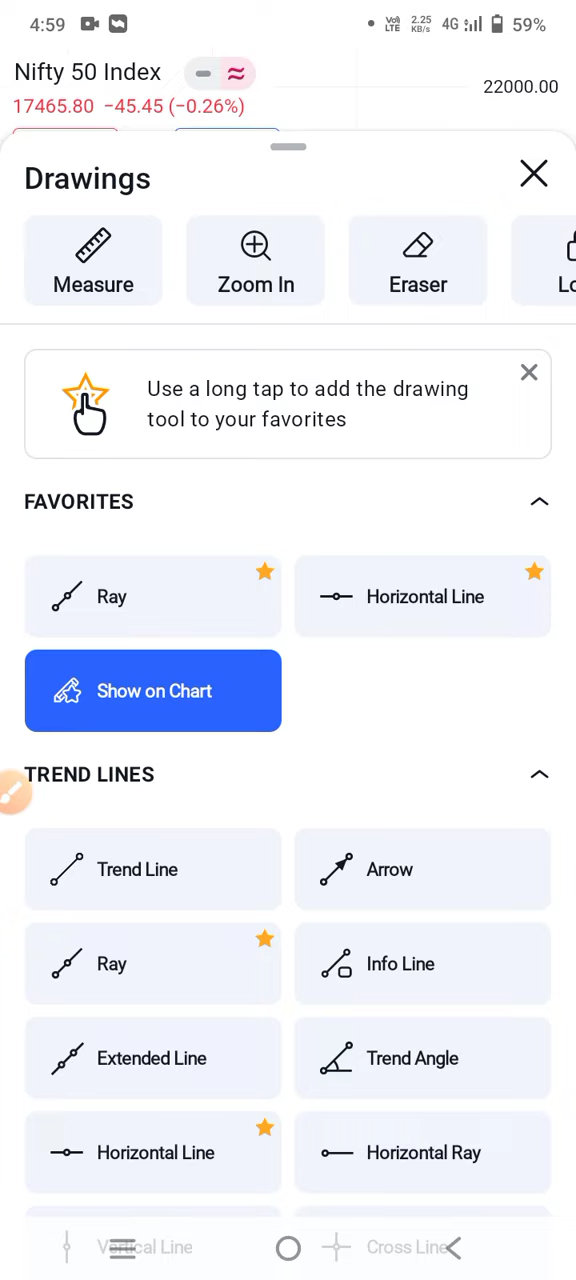 4:59
Vo) LTE 2.25 KB/s 4G 59%
Nifty 50 Index
17465.80 −45.45 (−0.26%)
22000.00
Drawings
Measure
Zoom In
Eraser
Lo
Use a long tap to add the drawing
tool to your favorites
FAVORITES
Ray
Horizontal Line
Show on Chart
TREND LINES
Trend Line
Arrow
Ray
Info Line
Extended Line
Trend Angle
Horizontal Line
Horizontal Ray
Vertical Line
Cross Line